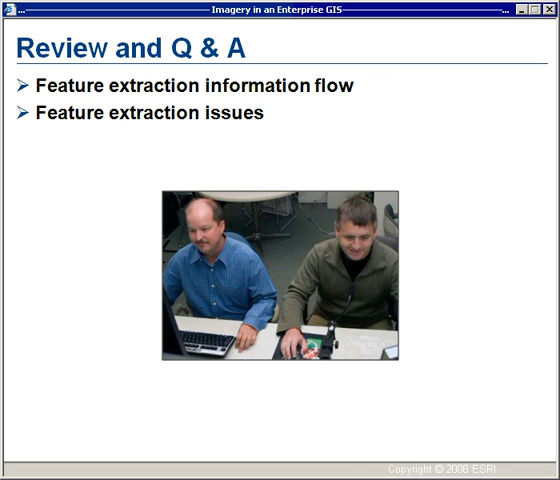 ...
Imagery in an Enterprise GIS
...
Review and Q & A
Feature extraction information flow
Feature extraction issues
Copyright © 2008 ESRI